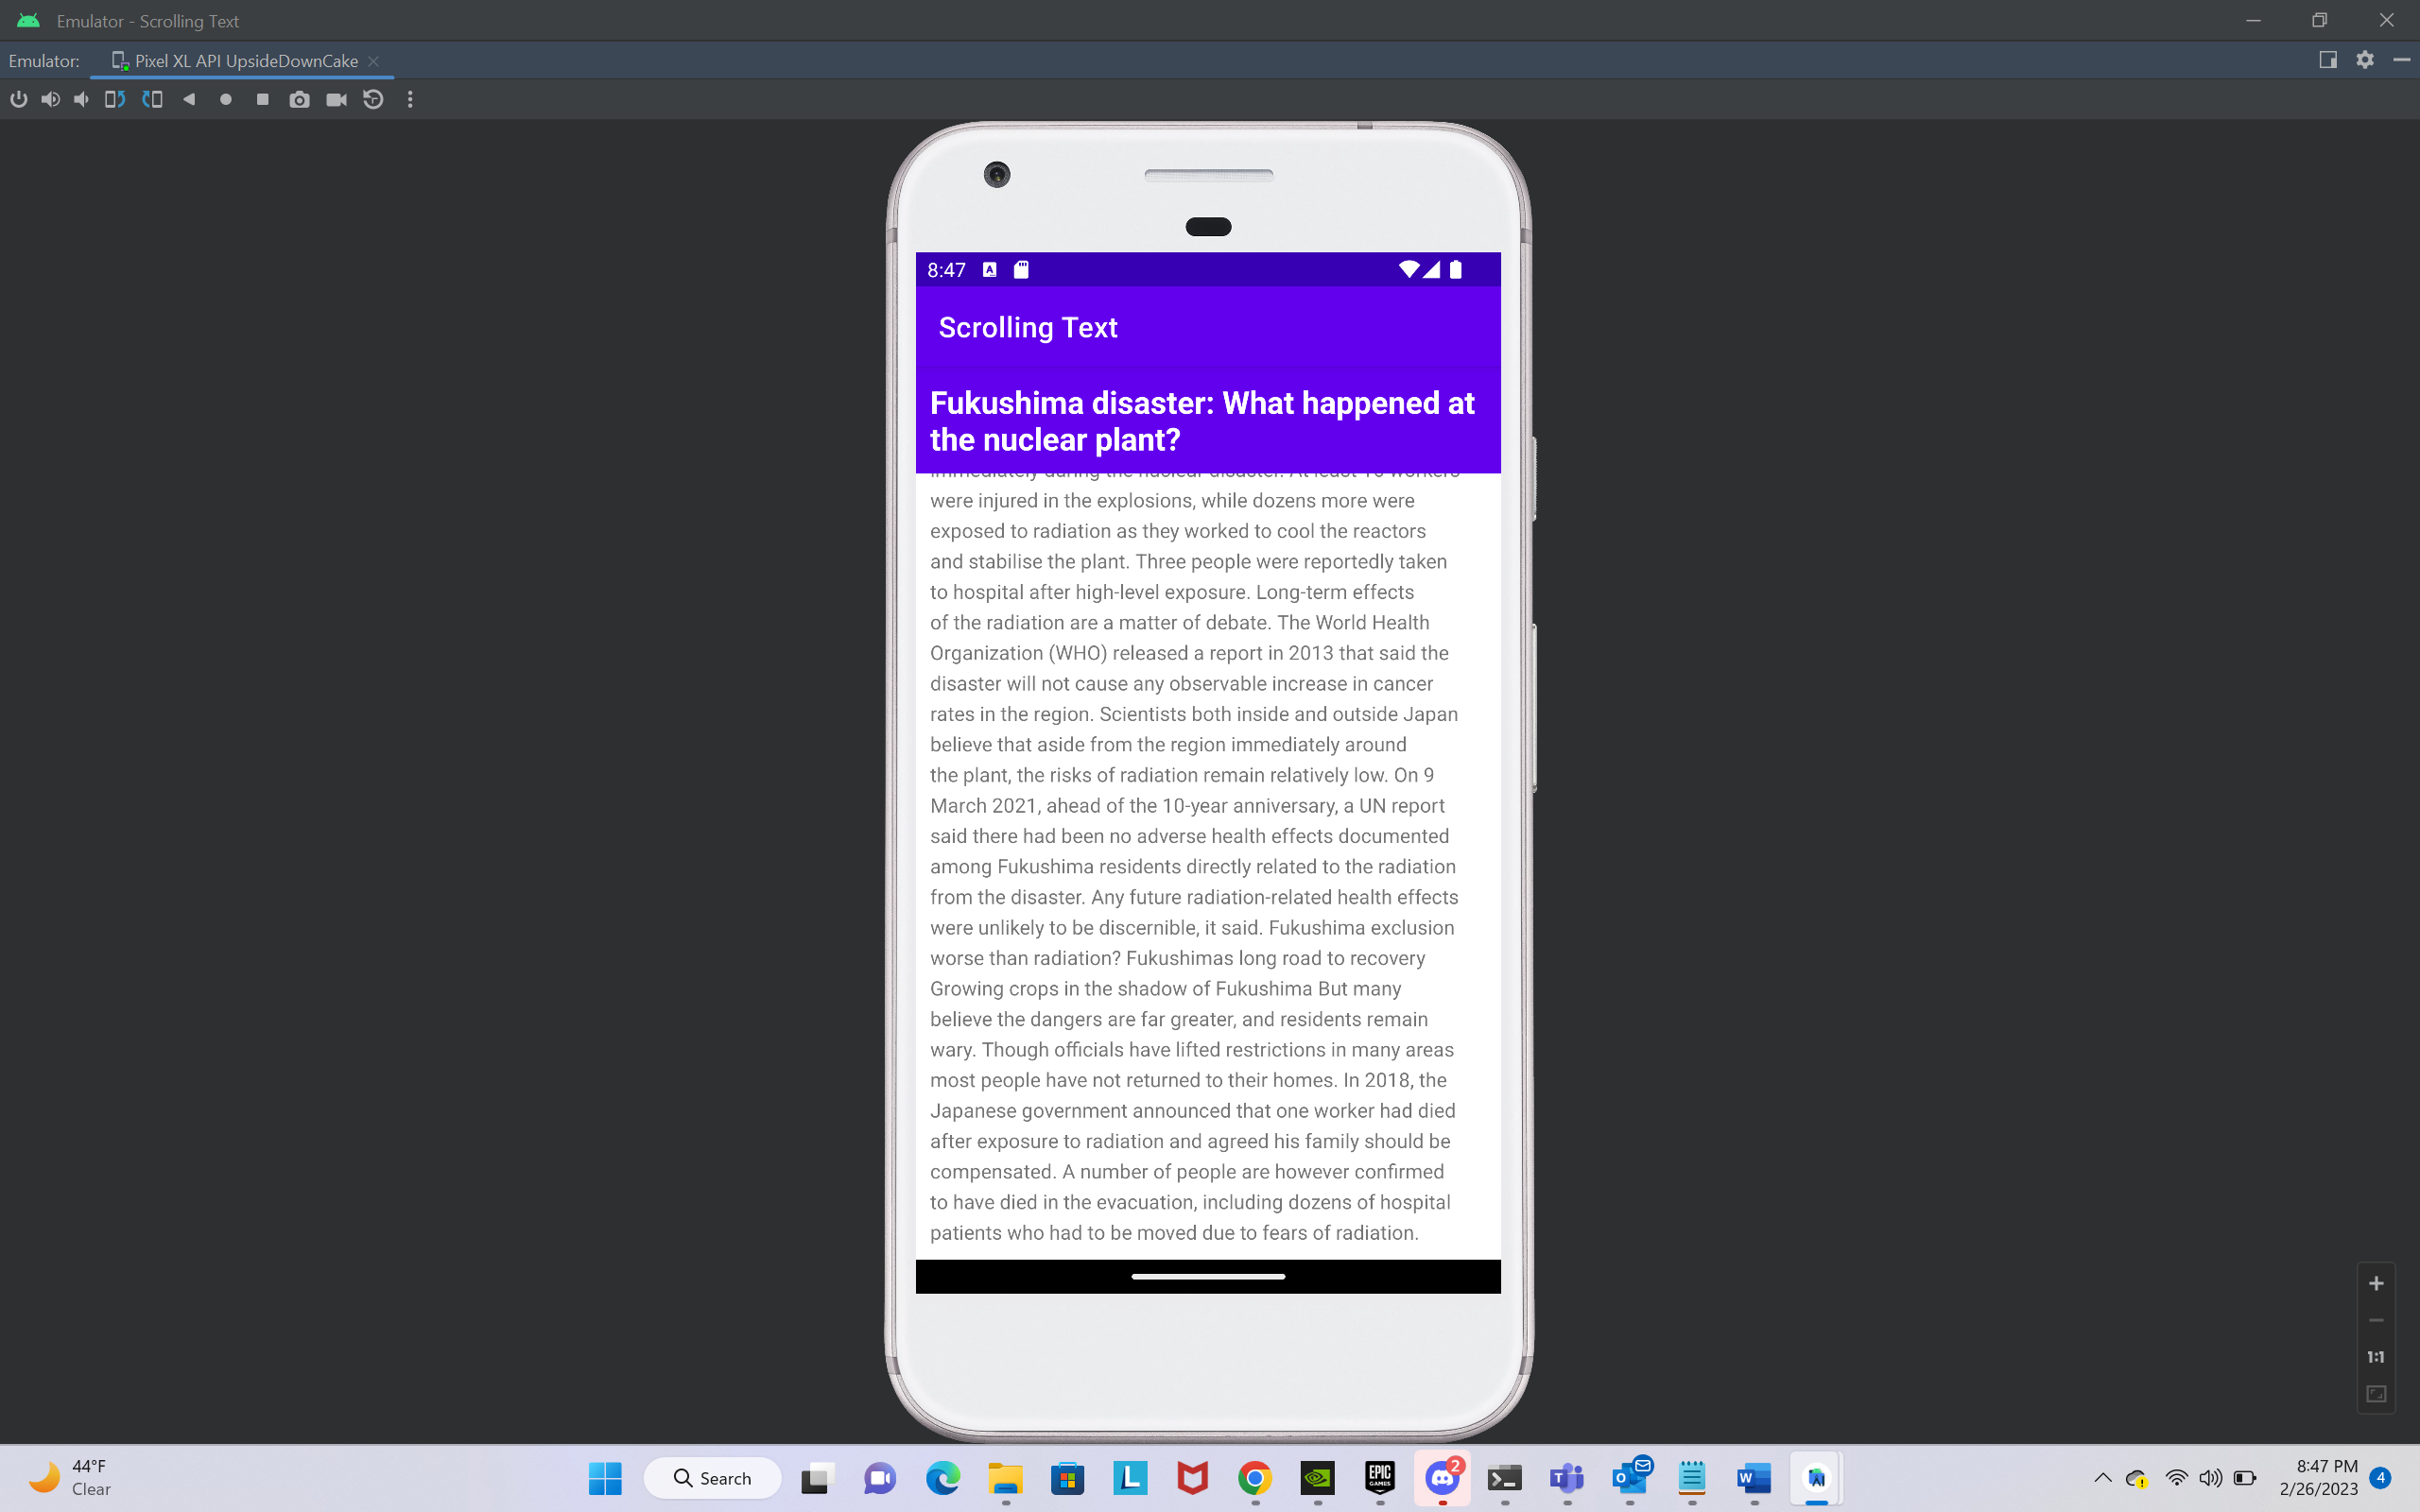 Emulator - Scrolling Text
Emulator: Pixel XL API UpsideDownCake
8:47
Scrolling Text
Fukushima disaster: What happened at
the nuclear plant?
immediately during the nuclear disaster. At least 16 workers
were injured in the explosions, while dozens more were
exposed to radiation as they worked to cool the reactors
and stabilise the plant. Three people were reportedly taken
to hospital after high-level exposure. Long-term effects
of the radiation are a matter of debate. The World Health
Organization (WHO) released a report in 2013 that said the
disaster will not cause any observable increase in cancer
rates in the region. Scientists both inside and outside Japan
believe that aside from the region immediately around
the plant, the risks of radiation remain relatively low. On 9
March 2021, ahead of the 10-year anniversary, a UN report
said there had been no adverse health effects documented
among Fukushima residents directly related to the radiation
from the disaster. Any future radiation-related health effects
were unlikely to be discernible, it said. Fukushima exclusion
worse than radiation? Fukushimas long road to recovery
Growing crops in the shadow of Fukushima But many
believe the dangers are far greater, and residents remain
wary. Though officials have lifted restrictions in many areas
most people have not returned to their homes. In 2018, the
Japanese government announced that one worker had died
after exposure to radiation and agreed his family should be
compensated. A number of people are however confirmed
to have died in the evacuation, including dozens of hospital
patients who had to be moved due to fears of radiation.
1:1
44°F
Clear
Search
L
EPIC
GAMES
2
T
O
W
8:47 PM
2/26/2023
4